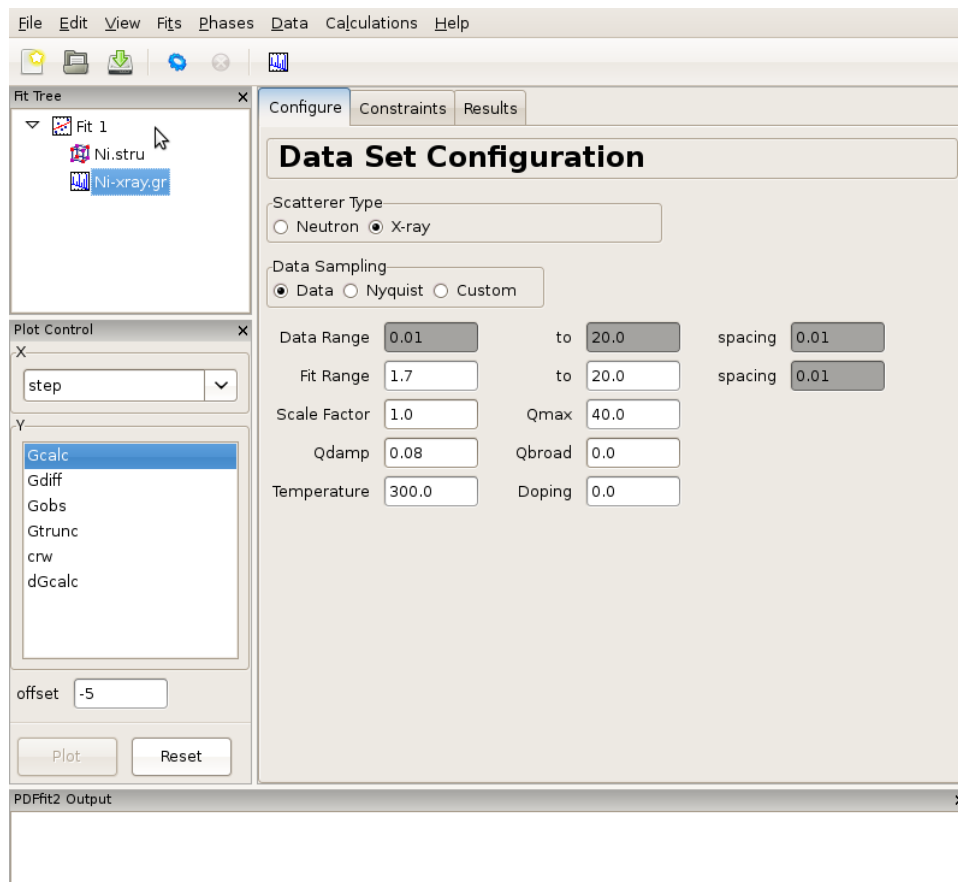 File Edit View Fits Phases Data Calculations Help
Fit Tree
Fit 1
Ni.stru
Ni-xray.gr
Plot Control
X
step
Y
Gcalc
Gdiff
Gobs
Gtrunc
crw
dGcalc
offset -5
Plot Reset
Configure Constraints Results
Data Set Configuration
Scatterer Type
Neutron X-ray
Data Sampling
Data Nyquist Custom
Data Range 0.01 to 20.0 spacing 0.01
Fit Range 1.7 to 20.0 spacing 0.01
Scale Factor 1.0 Qmax 40.0
Qdamp 0.08 Qbroad 0.0
Temperature 300.0 Doping 0.0
PDFfit2 Output